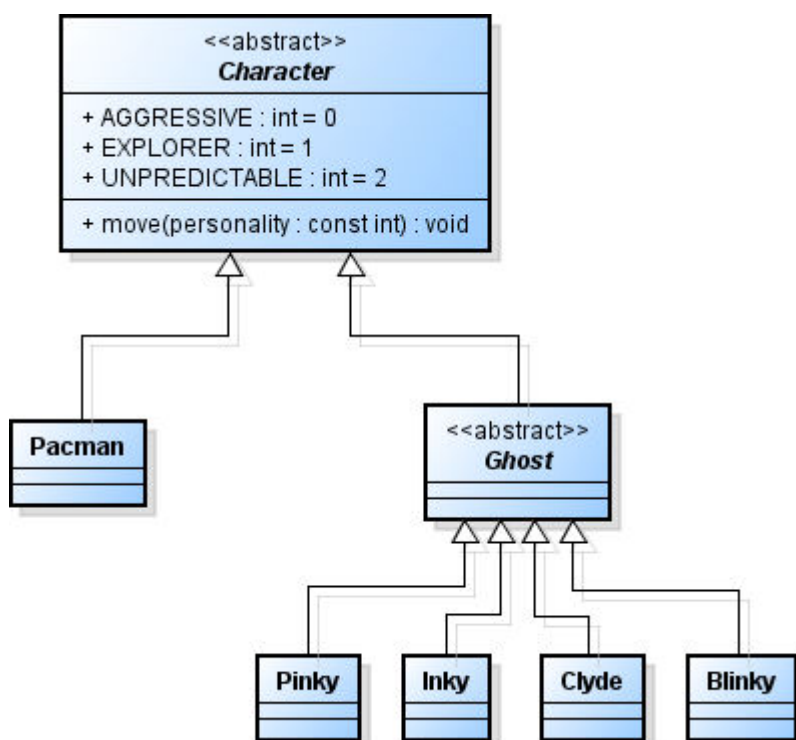 <<abstract>>
Character
+ AGGRESSIVE : int = 0
+ EXPLORER : int = 1
+ UNPREDICTABLE : int = 2
+ move(personality : const int) : void
Pacman
<<abstract>>
Ghost
Pinky
Inky
Clyde
Blinky